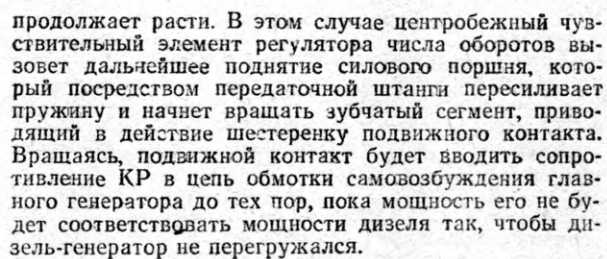 продолжает расти. В этом случае центробежный чув-
ствительный элемент регулятора числа оборотов вы-
зовет дальнейшее поднятие силового поршня, кото-
рый посредством передаточной штанги пересиливает
пружину и начнет вращать зубчатый сегмент, приво-
дящий в действие шестеренку подвижного контакта.
Вращаясь, подвижной контакт будет вводить сопро-
тивление КР в цепь обмотки самовозбуждения глав-
ного генератора до тех пор, пока мощность его не бу-
дет соответствовать мощности дизеля так, чтобы ди-
зель-генератор не перегружался.